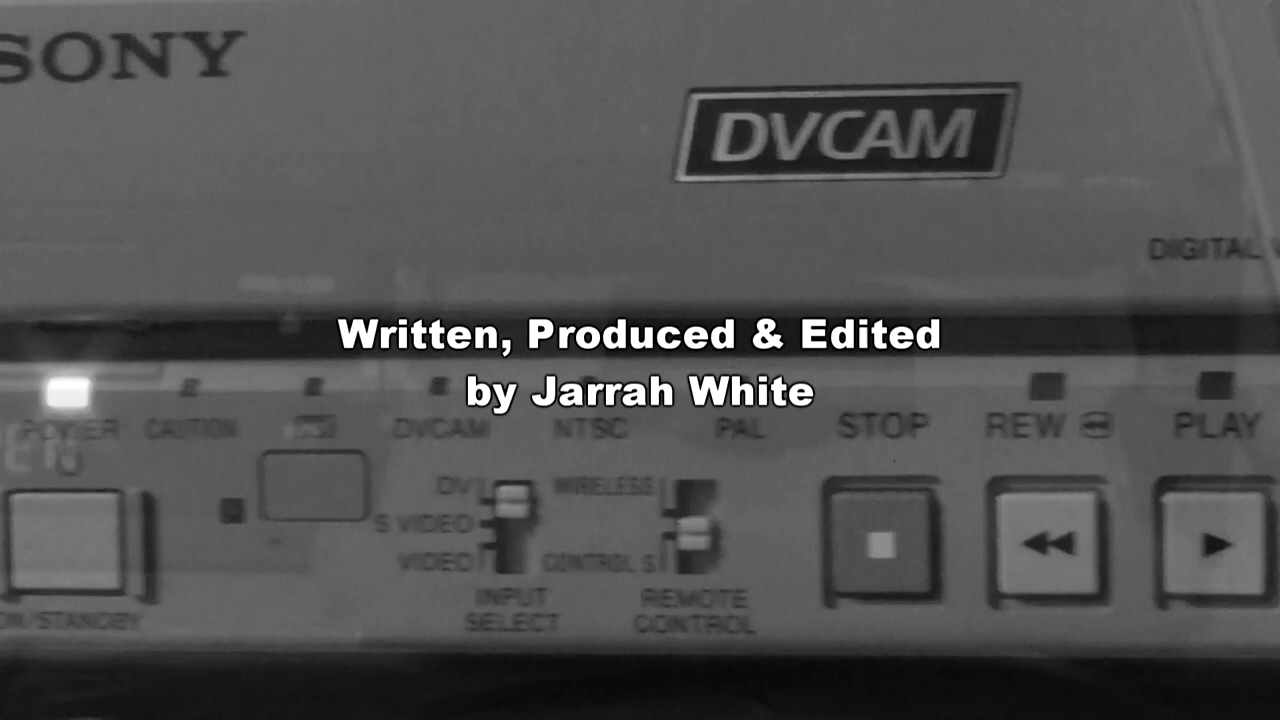 SONY
DVCAM
DIGITAL
Written, Produced & Edited
by Jarrah White
POWER CAUTION DVCAM NTSC PAL STOP REW PLAY
DV WIRELESS
S VIDEO
VIDEO CONTROL S
INPUT REMOTE
ON/STANDBY SELECT CONTROL